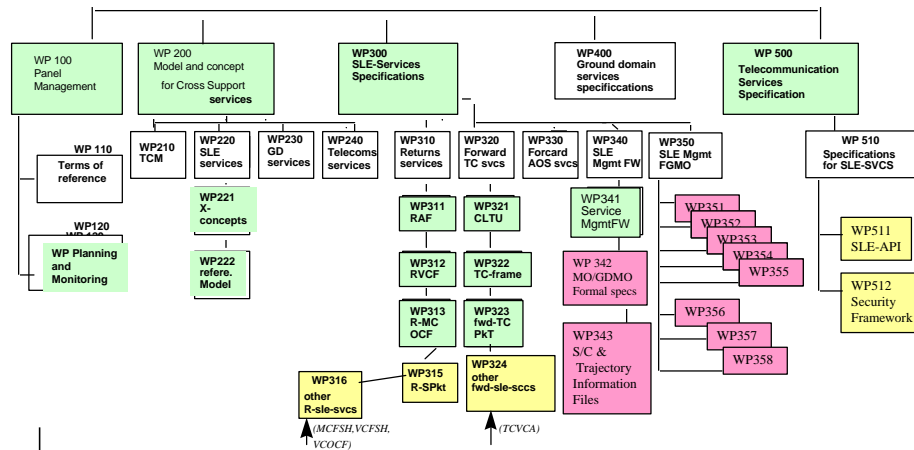 WP 100
Panel
Management
WP 200
Model and concept
for Cross Support
services
WP300
SLE-Services
Specifications
WP400
Ground domain
services
specificcations
WP 500
Telecommunication
Services
Specification
WP 110
Terms of
reference
WP120
WP Planning
and
Monitoring
WP210
TCM
WP220
SLE
services
WP230
GD
services
WP240
Telecoms
services
WP310
Returns
services
WP320
Forward
TC svcs
WP330
Forcard
AOS svcs
WP340
SLE
Mgmt FW
WP350
SLE Mgmt
FGMO
WP 510
Specifications
for SLE-SVCS
WP221
X-
concepts
WP222
refere.
Model
WP311
RAF
WP312
RVCF
WP313
R-MC
OCF
WP315
R-SPkt
WP316
other
R-sle-svcs
(MCFSH,VCFSH,
VCOCF)
WP321
CLTU
WP322
TC-frame
WP323
fwd-TC
PkT
WP324
other
fwd-sle-sccs
(TCVCA)
WP341
Service
MgmtFW
WP 342
MO/GDMO
Formal specs
WP343
S/C &
Trajectory
Information
Files
WP351
WP352
WP353
WP354
WP355
WP356
WP357
WP358
WP511
SLE-API
WP512
Security
Framework